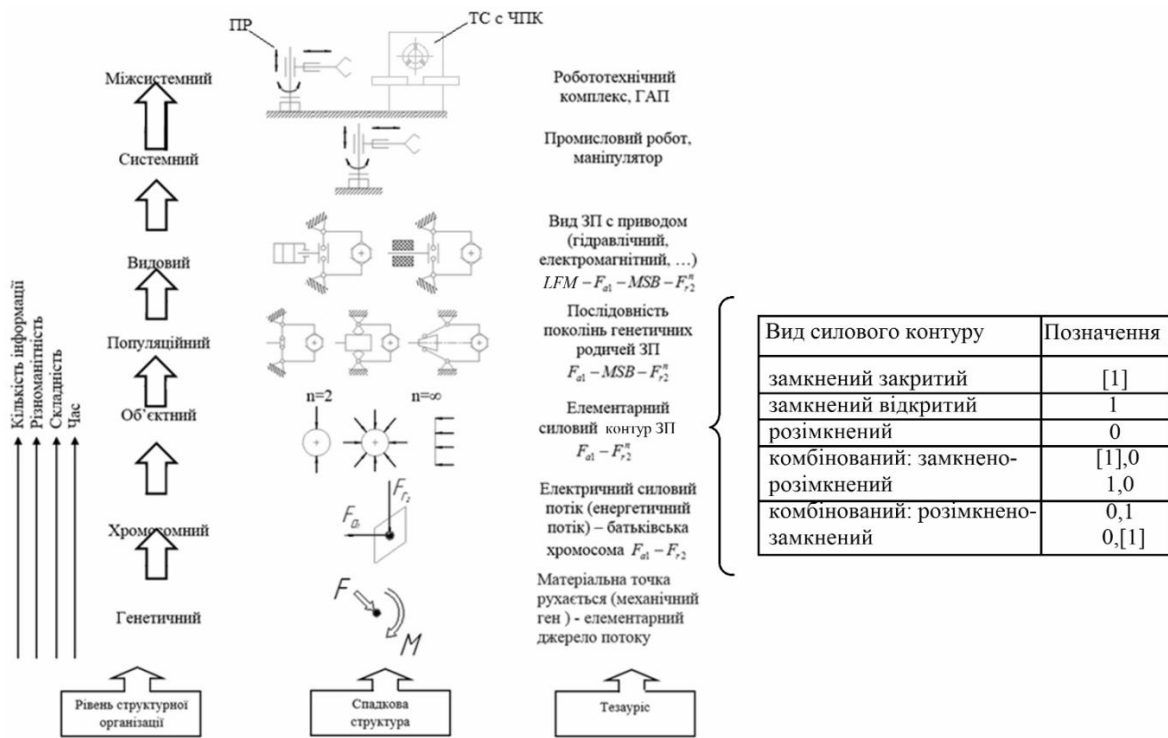 ПР
ТС с ЧПК
Міжсистемний
Робототехнічний
комплекс, ГАП
Системний
Промисловий робот,
маніпулятор
Видовий
Вид ЗП с приводом
(гідравлічний,
електромагнітний, …)
LFM – Fa1 – MSB – Fr2^n
Популяційний
Послідовність
поколінь генетичних
родичей ЗП
Fa1 – MSB – Fr2^n
Об’єктний
n=2
n=∞
Елементарний
силовий контур ЗП
Fa1 – Fr2^n
Хромосомний
Fa1
Fr2
Електричний силовий
потік (енергетичний
потік) – батьківська
хромосома Fa1 – Fr2
Генетичний
F
M
Матеріальна точка
рухається (механічний
ген ) - елементарний
джерело потоку
Кількість інформації
Різноманітність
Складність
Час
Рівень структурної
організації
Спадкова
структура
Тезауріс
Вид силового контуру Позначення
замкнений закритий [1]
замкнений відкритий 1
розімкнений 0
комбінований: замкнено- [1],0
розімкнений 1,0
комбінований: розімкнено- 0,1
замкнений 0,[1]